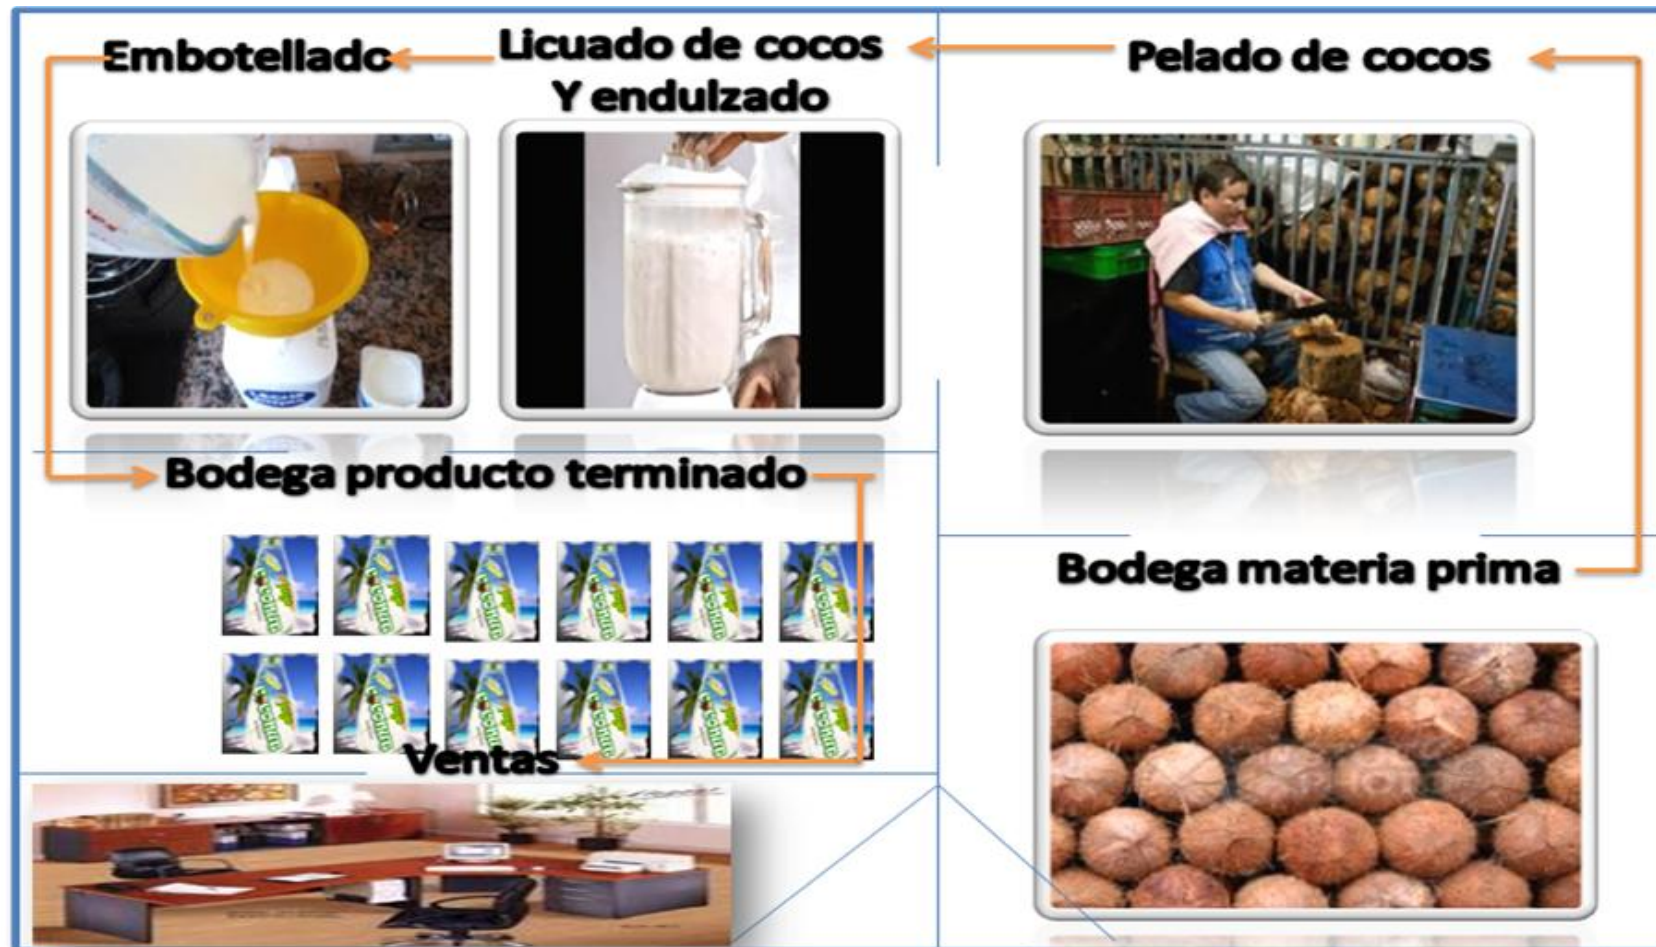 Embotellado
Licuado de cocos
Y endulzado
Pelado de cocos
Bodega producto terminado
Bodega materia prima
Ventas